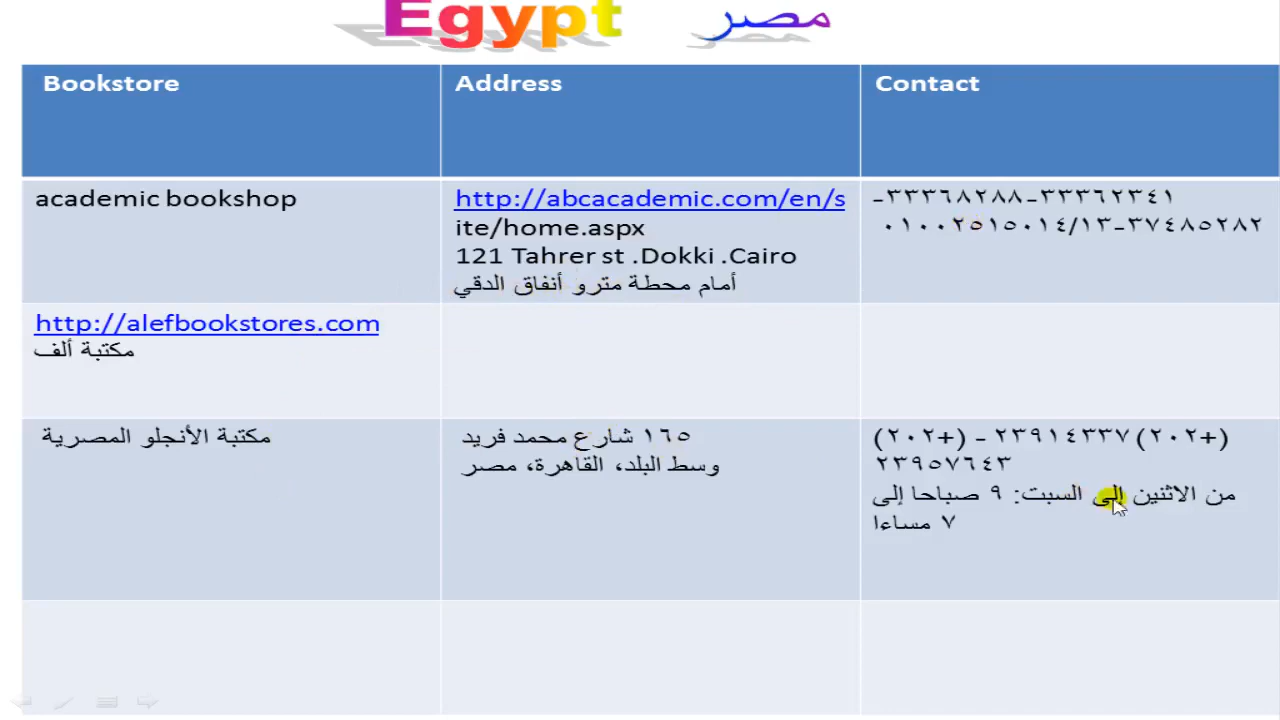 Egypt مصر
Bookstore
Address
Contact
academic bookshop
http://abcacademic.com/en/s
ite/home.aspx
121 Tahrer st .Dokki .Cairo
أمام محطة مترو أنفاق الدقي
-٣٣٣٦٨٢٨٨-٣٣٣٦٢٣٤١
٠١٠٠٢٥١٥٠١٤/١٣-٣٧٤٨٥٢٨٢
http://alefbookstores.com
مكتبة ألف
مكتبة الأنجلو المصرية
١٦٥ شارع محمد فريد
وسط البلد، القاهرة، مصر
(+٢٠٢) ٢٣٩١٤٣٣٧ - (+٢٠٢)
٢٣٩٥٧٦٤٣
من الاثنين إلى السبت: ٩ صباحا إلى
٧ مساءا